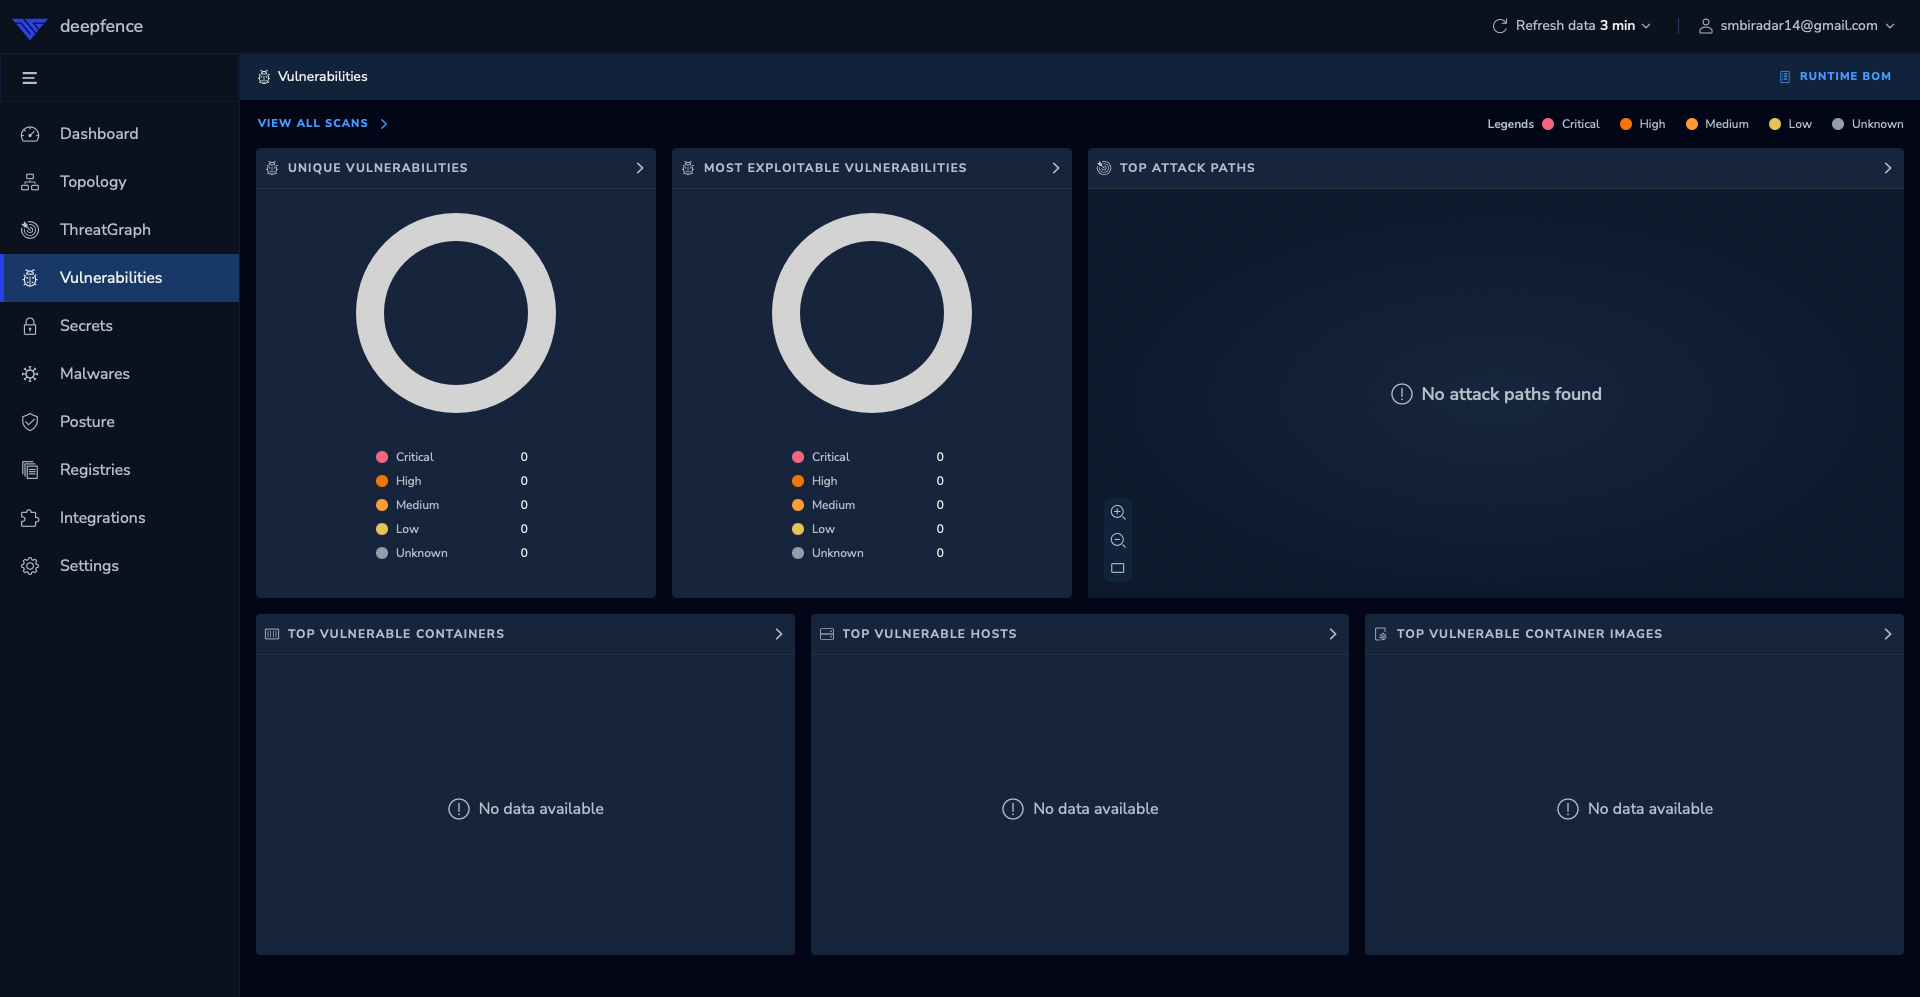 deepfence
Refresh data 3 min
smbiradar14@gmail.com
Vulnerabilities
RUNTIME BOM
Dashboard
Topology
ThreatGraph
Vulnerabilities
Secrets
Malwares
Posture
Registries
Integrations
Settings
VIEW ALL SCANS
Legends Critical High Medium Low Unknown
UNIQUE VULNERABILITIES
Critical 0
High 0
Medium 0
Low 0
Unknown 0
MOST EXPLOITABLE VULNERABILITIES
Critical 0
High 0
Medium 0
Low 0
Unknown 0
TOP ATTACK PATHS
No attack paths found
TOP VULNERABLE CONTAINERS
No data available
TOP VULNERABLE HOSTS
No data available
TOP VULNERABLE CONTAINER IMAGES
No data available